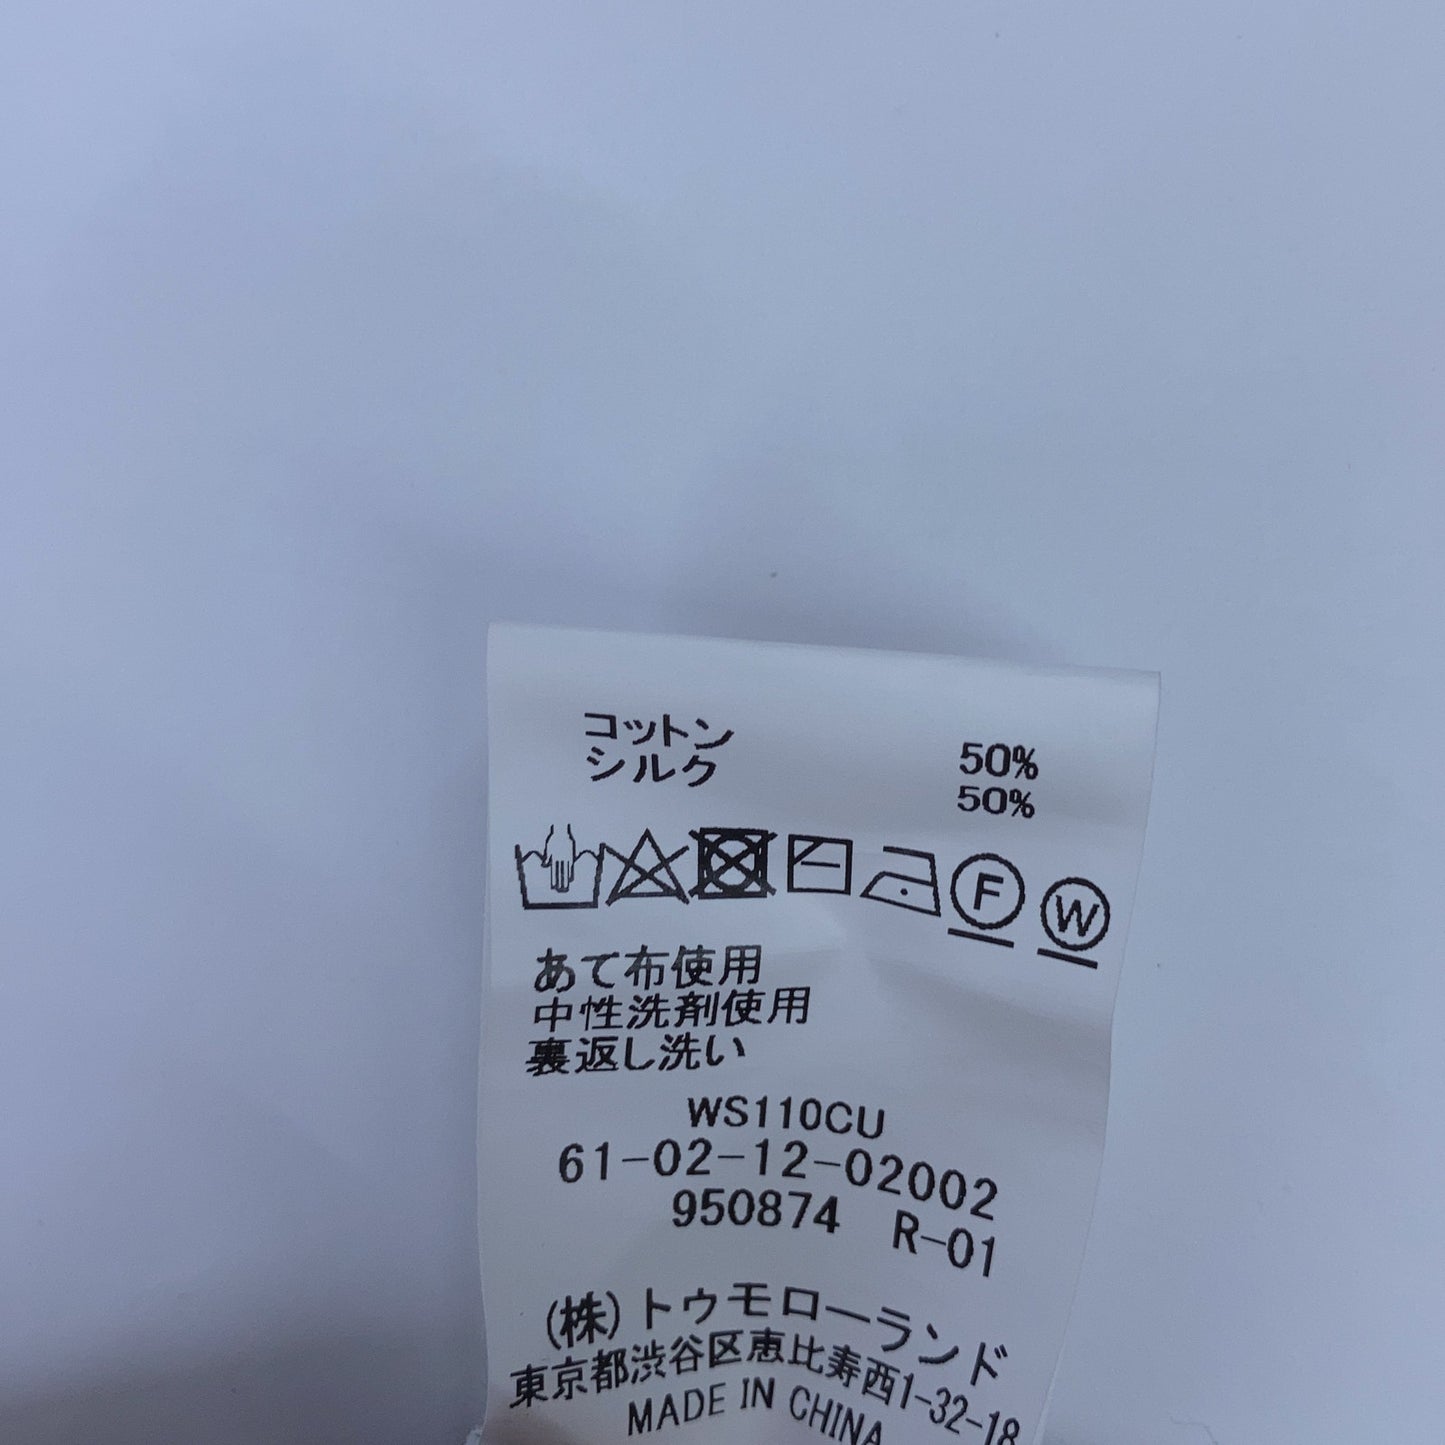 コットン 50%
シルク 50%
F W
あて布使用
中性洗剤使用
裏返し洗い
WS110CU
61-02-12-02002
950874 R-01
(株)トゥモローランド
東京都渋谷区恵比寿西1-32-18
MADE IN CHINA